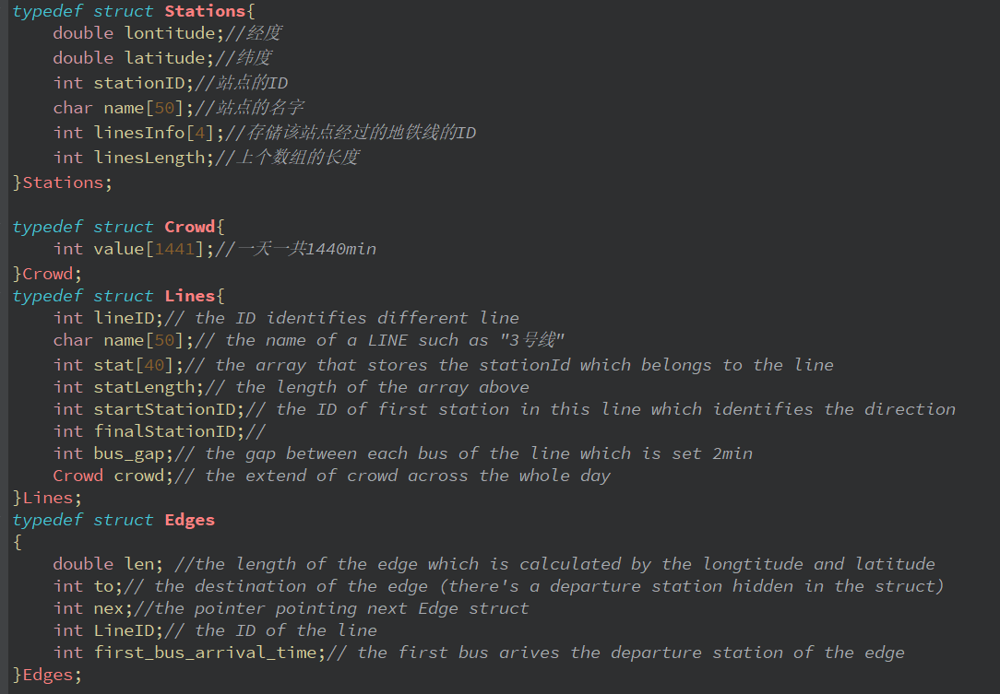 typedef struct Stations{
    double lontitude;//经度
    double latitude;//纬度
    int stationID;//站点的ID
    char name[50];//站点的名字
    int linesInfo[4];//存储该站点经过的地铁线的ID
    int linesLength;//上个数组的长度
}Stations;

typedef struct Crowd{
    int value[1441];//一天一共1440min
}Crowd;
typedef struct Lines{
    int lineID;// the ID identifies different line
    char name[50];// the name of a LINE such as "3号线"
    int stat[40];// the array that stores the stationId which belongs to the line
    int statLength;// the length of the array above
    int startStationID;// the ID of first station in this line which identifies the direction
    int finalStationID;//
    int bus_gap;// the gap between each bus of the line which is set 2min
    Crowd crowd;// the extend of crowd across the whole day
}Lines;
typedef struct Edges
{
    double len; //the length of the edge which is calculated by the longtitude and latitude
    int to;// the destination of the edge (there's a departure station hidden in the struct)
    int nex;//the pointer pointing next Edge struct
    int LineID;// the ID of the line
    int first_bus_arrival_time;// the first bus arives the departure station of the edge
}Edges;